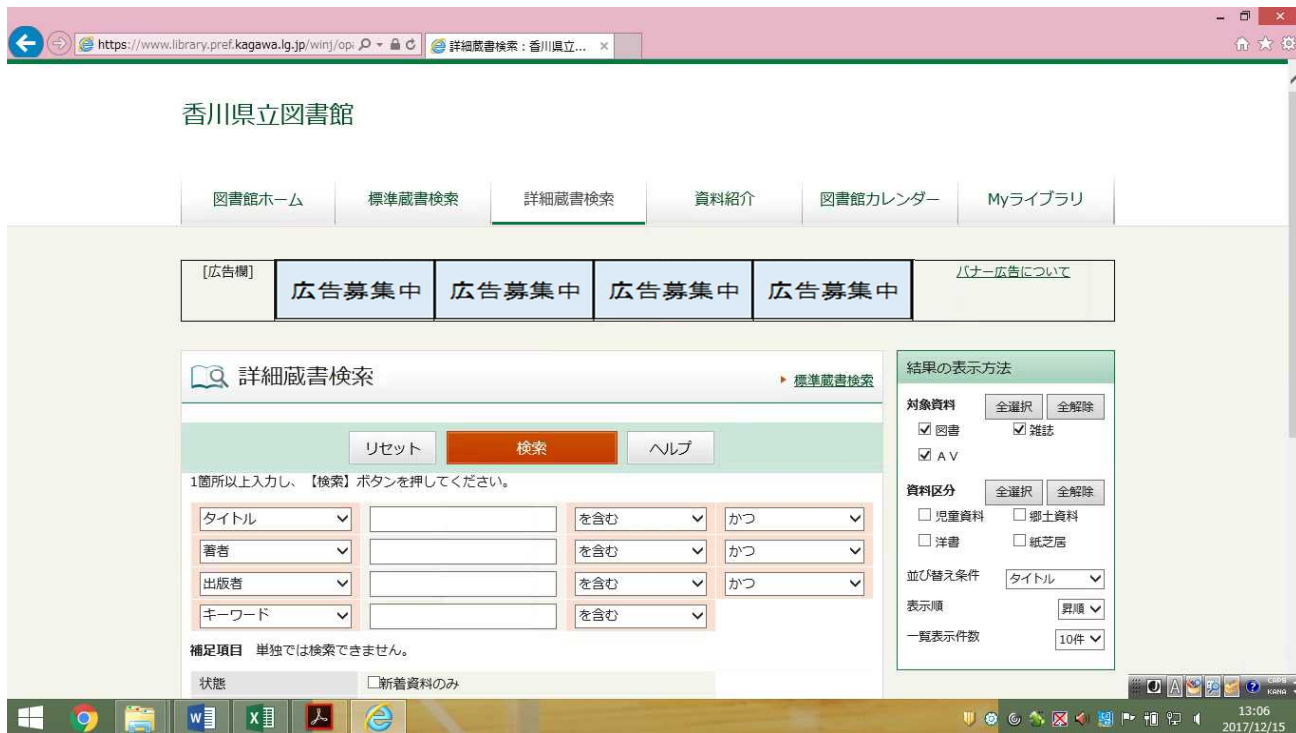 https://www.library.pref.kagawa.lg.jp/winj/op
詳細蔵書検索：香川県立...
香川県立図書館
図書館ホーム 標準蔵書検索 詳細蔵書検索 資料紹介 図書館カレンダー Myライブラリ
[広告欄] 広告募集中 広告募集中 広告募集中 広告募集中 バナー広告について
詳細蔵書検索
標準蔵書検索
リセット 検索 ヘルプ
1箇所以上入力し、【検索】ボタンを押してください。
タイトル を含む かつ
著者 を含む かつ
出版者 を含む かつ
キーワード を含む
補足項目 単独では検索できません。
状態 新着資料のみ
結果の表示方法
対象資料 全選択 全解除
図書 雑誌
ＡＶ
資料区分 全選択 全解除
児童資料 郷土資料
洋書 紙芝居
並び替え条件 タイトル
表示順 昇順
一覧表示件数 10件
A CAPS
KANA
13:06
2017/12/15